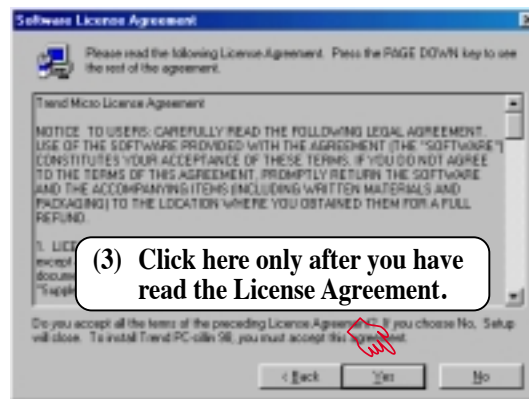 Software License Agreement
Please read the following License Agreement. Press the PAGE DOWN key to see
the rest of the agreement.
Trend Micro License Agreement
NOTICE TO USERS: CAREFULLY READ THE FOLLOWING LEGAL AGREEMENT.
USE OF THE SOFTWARE PROVIDED WITH THE AGREEMENT (THE "SOFTWARE")
CONSTITUTES YOUR ACCEPTANCE OF THESE TERMS. IF YOU DO NOT AGREE
TO THE TERMS OF THIS AGREEMENT, PROMPTLY RETURN THE SOFTWARE
AND THE ACCOMPANYING ITEMS (INCLUDING WRITTEN MATERIALS AND
PACKAGING) TO THE LOCATION WHERE YOU OBTAINED THEM FOR A FULL
REFUND.
1. LICE
except
docume
"Supple
(3) Click here only after you have
read the License Agreement.
Do you accept all the terms of the preceding License Agreement? If you choose No, Setup
will close. To install Trend PC-cillin 98, you must accept this agreement.
< Back
Yes
No